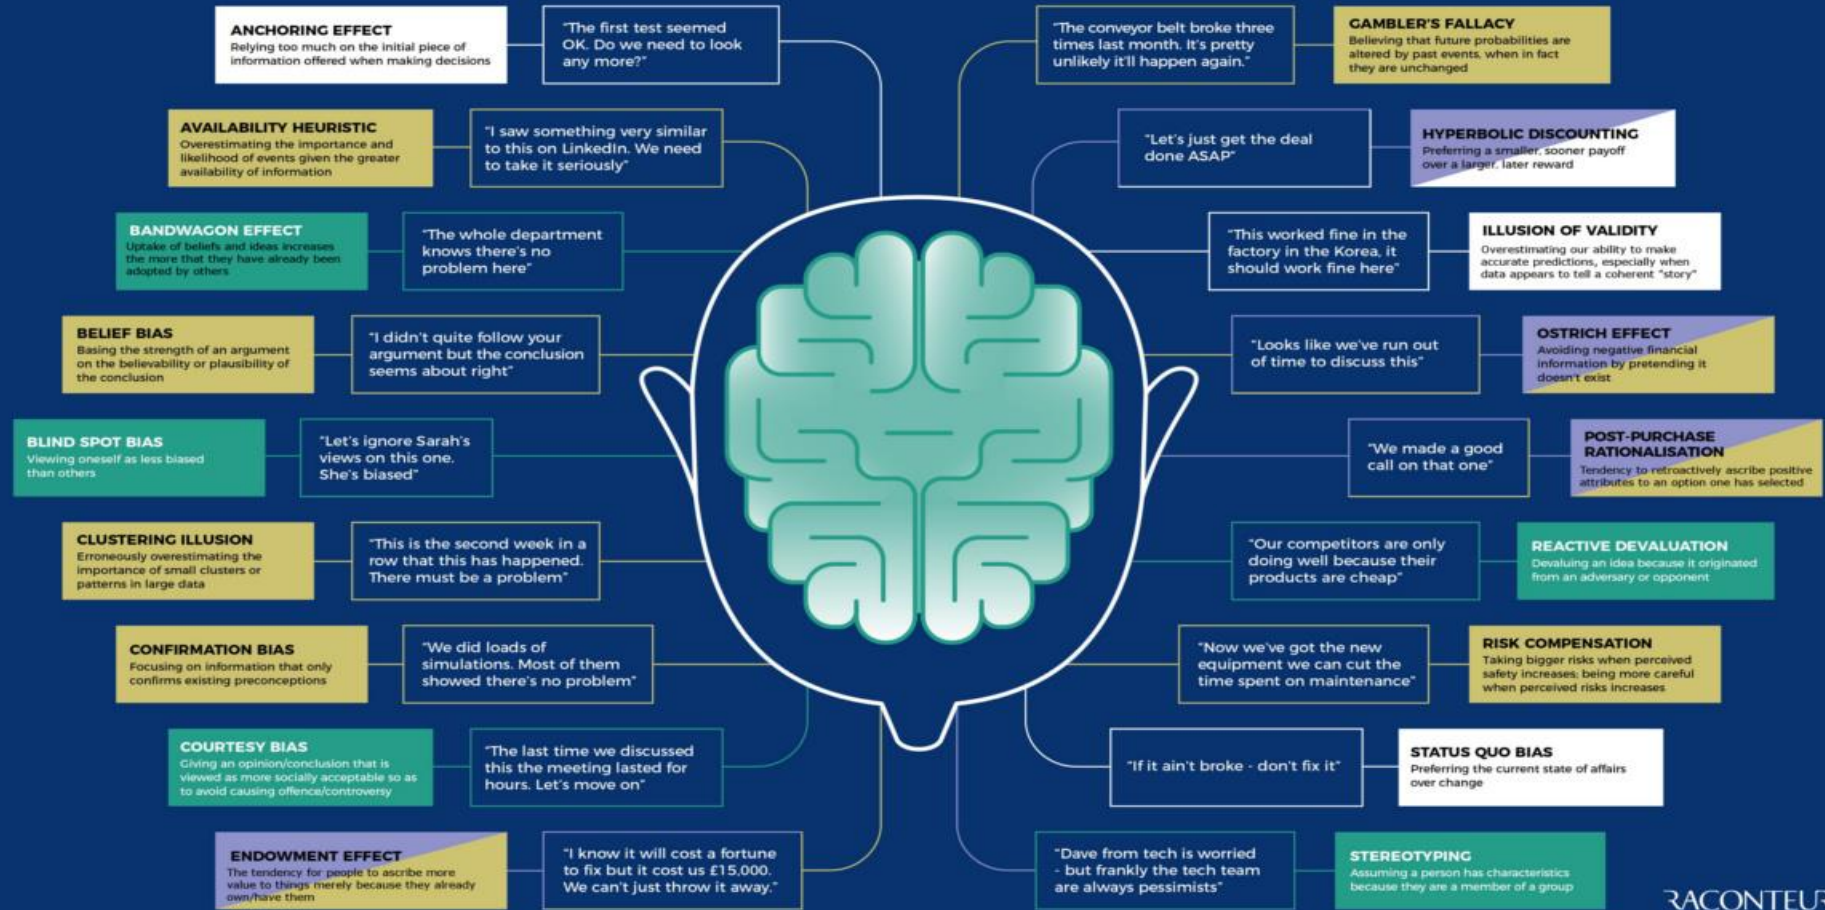 ANCHORING EFFECT
Relying too much on the initial piece of
information offered when making decisions
"The first test seemed
OK. Do we need to look
any more?"
AVAILABILITY HEURISTIC
Overestimating the importance and
likelihood of events given the greater
availability of information
"I saw something very similar
to this on LinkedIn. We need
to take it seriously"
BANDWAGON EFFECT
Uptake of beliefs and ideas increases
the more that they have already been
adopted by others
"The whole department
knows there's no
problem here"
BELIEF BIAS
Basing the strength of an argument
on the believability or plausibility of
the conclusion
"I didn't quite follow your
argument but the conclusion
seems about right"
BLIND SPOT BIAS
Viewing oneself as less biased
than others
"Let's ignore Sarah's
views on this one.
She's biased"
CLUSTERING ILLUSION
Erroneously overestimating the
importance of small clusters or
patterns in large data
"This is the second week in a
row that this has happened.
There must be a problem"
CONFIRMATION BIAS
Focusing on information that only
confirms existing preconceptions
"We did loads of
simulations. Most of them
showed there's no problem"
COURTESY BIAS
Giving an opinion/conclusion that is
viewed as more socially acceptable so as
to avoid causing offence/controversy
"The last time we discussed
this the meeting lasted for
hours. Let's move on"
ENDOWMENT EFFECT
The tendency for people to ascribe more
value to things merely because they already
own/have them
"I know it will cost a fortune
to fix but it cost us £15,000.
We can't just throw it away."
"The conveyor belt broke three
times last month. It's pretty
unlikely it'll happen again."
GAMBLER'S FALLACY
Believing that future probabilities are
altered by past events, when in fact
they are unchanged
"Let's just get the deal
done ASAP"
HYPERBOLIC DISCOUNTING
Preferring a smaller, sooner payoff
over a larger, later reward
"This worked fine in the
factory in the Korea, it
should work fine here"
ILLUSION OF VALIDITY
Overestimating our ability to make
accurate predictions, especially when
data appears to tell a coherent "story"
"Looks like we've run out
of time to discuss this"
OSTRICH EFFECT
Avoiding negative financial
information by pretending it
doesn't exist
"We made a good
call on that one"
POST-PURCHASE
RATIONALISATION
Tendency to retroactively ascribe positive
attributes to an option one has selected
"Our competitors are only
doing well because their
products are cheap"
REACTIVE DEVALUATION
Devaluing an idea because it originated
from an adversary or opponent
"Now we've got the new
equipment we can cut the
time spent on maintenance"
RISK COMPENSATION
Taking bigger risks when perceived
safety increases; being more careful
when perceived risks increases
"If it ain't broke - don't fix it"
STATUS QUO BIAS
Preferring the current state of affairs
over change
"Dave from tech is worried
- but frankly the tech team
are always pessimists"
STEREOTYPING
Assuming a person has characteristics
because they are a member of a group
RACONTEUR